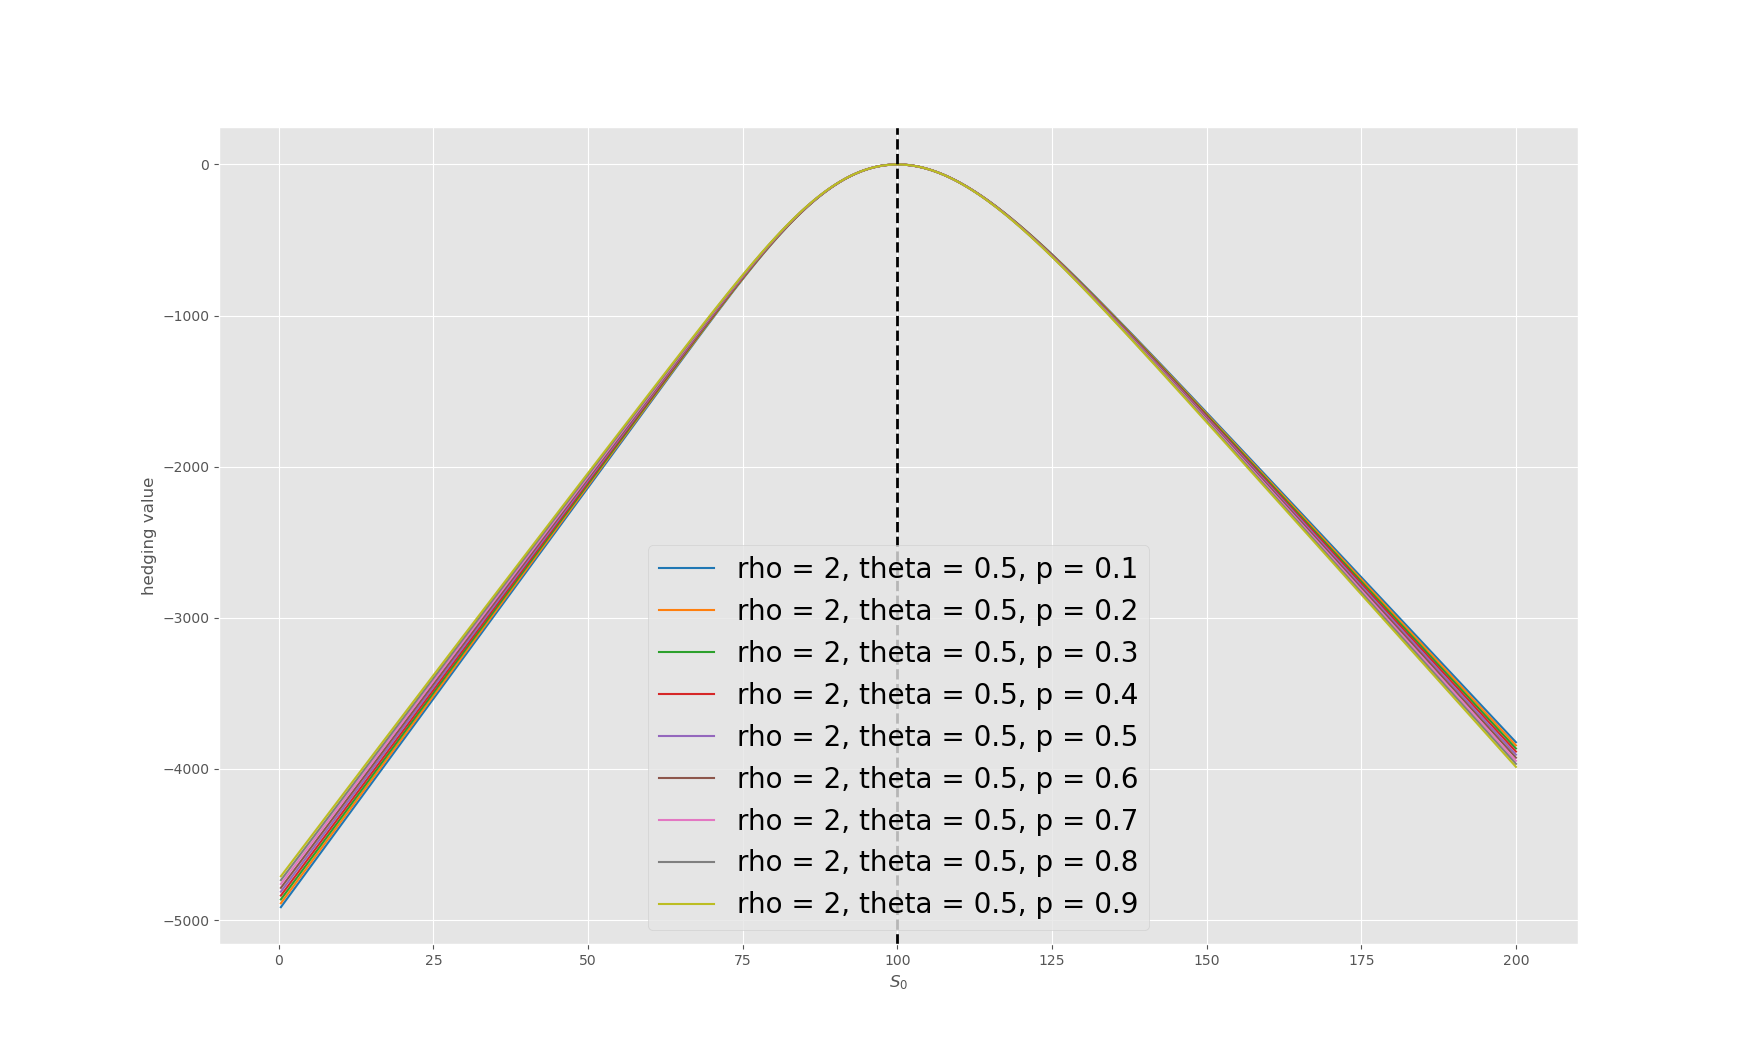 0
−1000
−2000
−3000
−4000
−5000
hedging value
rho = 2, theta = 0.5, p = 0.1
rho = 2, theta = 0.5, p = 0.2
rho = 2, theta = 0.5, p = 0.3
rho = 2, theta = 0.5, p = 0.4
rho = 2, theta = 0.5, p = 0.5
rho = 2, theta = 0.5, p = 0.6
rho = 2, theta = 0.5, p = 0.7
rho = 2, theta = 0.5, p = 0.8
rho = 2, theta = 0.5, p = 0.9
0 25 50 75 100 125 150 175 200
S₀